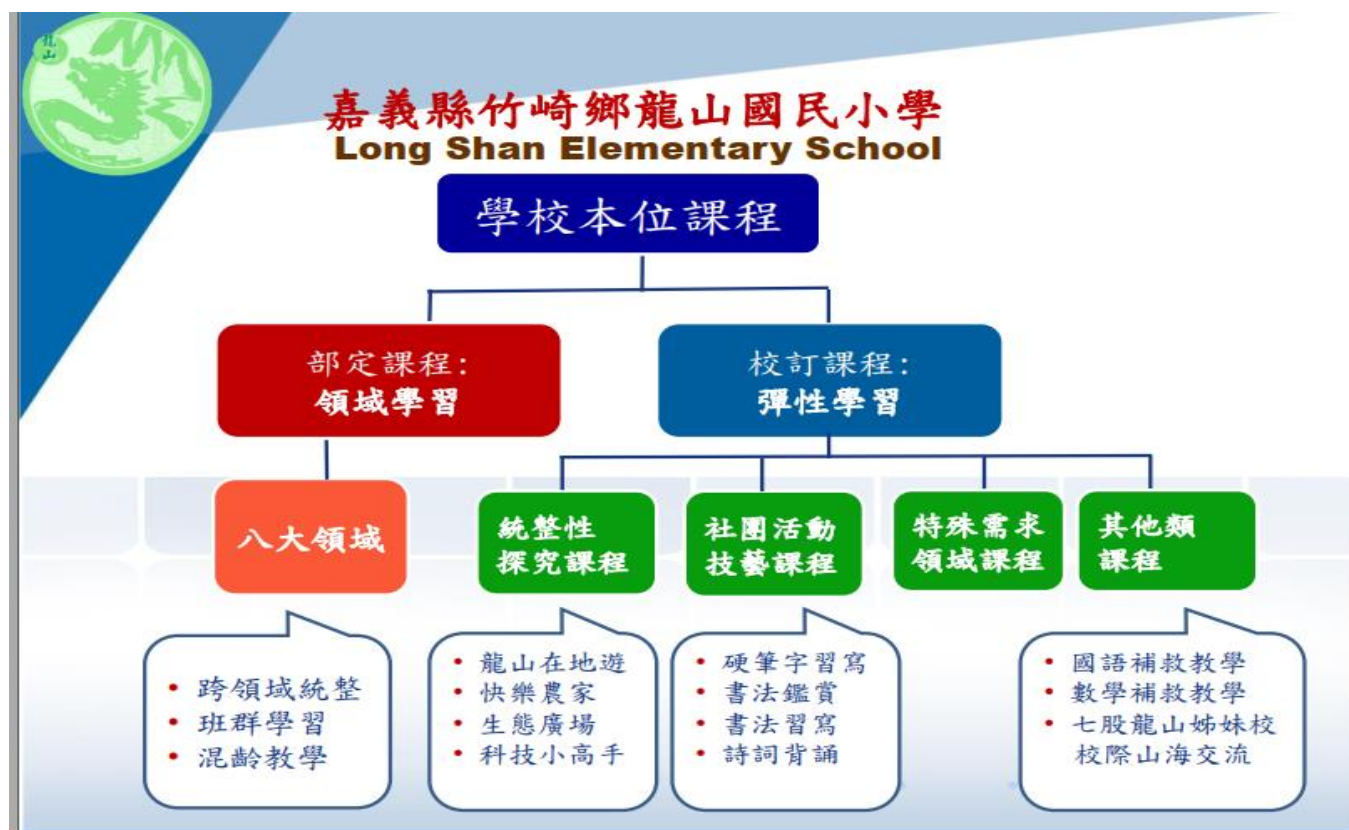 龍山
嘉義縣竹崎鄉龍山國民小學
Long Shan Elementary School
學校本位課程
部定課程:
領域學習
校訂課程:
彈性學習
八大領域
統整性
探究課程
社團活動
技藝課程
特殊需求
領域課程
其他類
課程
• 跨領域統整
• 班群學習
• 混齡教學
• 龍山在地遊
• 快樂農家
• 生態廣場
• 科技小高手
• 硬筆字習寫
• 書法鑑賞
• 書法習寫
• 詩詞背誦
• 國語補救教學
• 數學補救教學
• 七股龍山姊妹校
校際山海交流